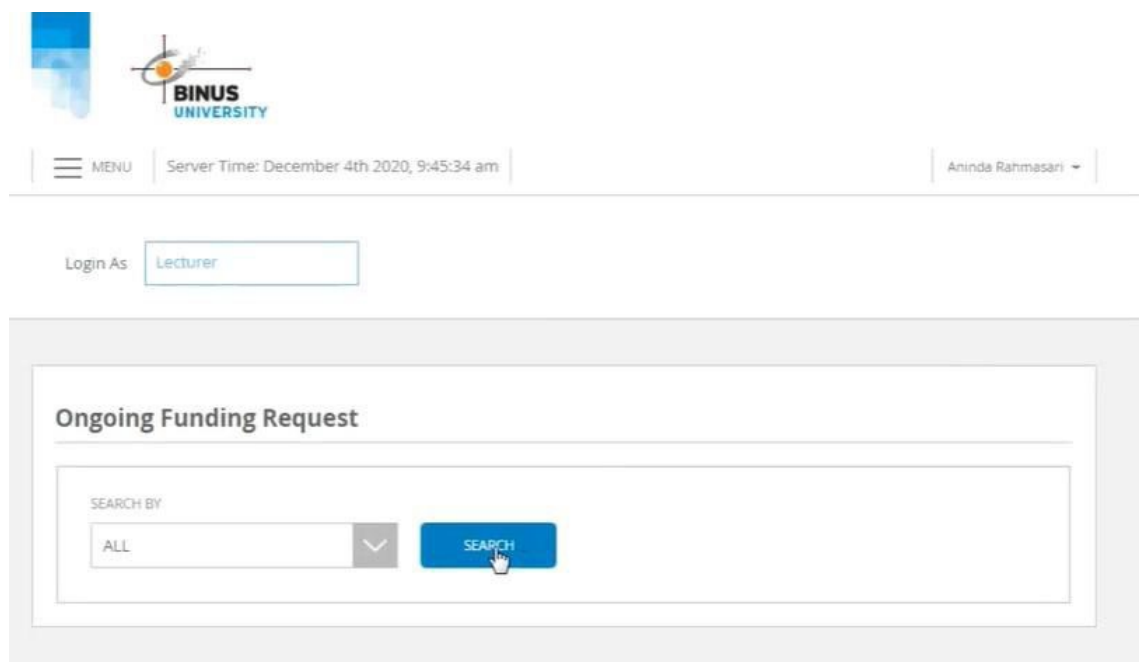 BINUS
UNIVERSITY
MENU
Server Time: December 4th 2020, 9:45:34 am
Aninda Rahmasari
Login As
Lecturer
Ongoing Funding Request
SEARCH BY
ALL
SEARCH